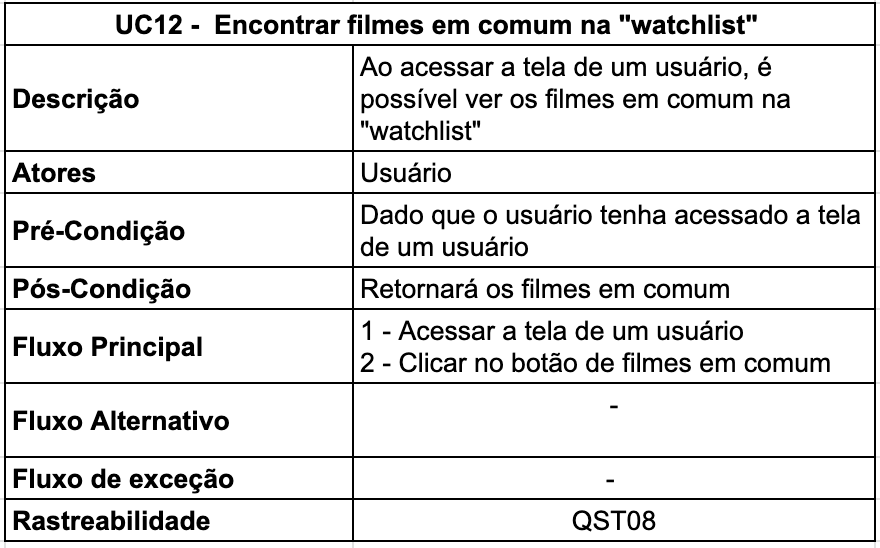 UC12 - Encontrar filmes em comum na "watchlist"
Descrição
Ao acessar a tela de um usuário, é
possível ver os filmes em comum na
"watchlist"
Atores
Usuário
Pré-Condição
Dado que o usuário tenha acessado a tela
de um usuário
Pós-Condição
Retornará os filmes em comum
Fluxo Principal
1 - Acessar a tela de um usuário
2 - Clicar no botão de filmes em comum
Fluxo Alternativo
-
Fluxo de exceção
-
Rastreabilidade
QST08